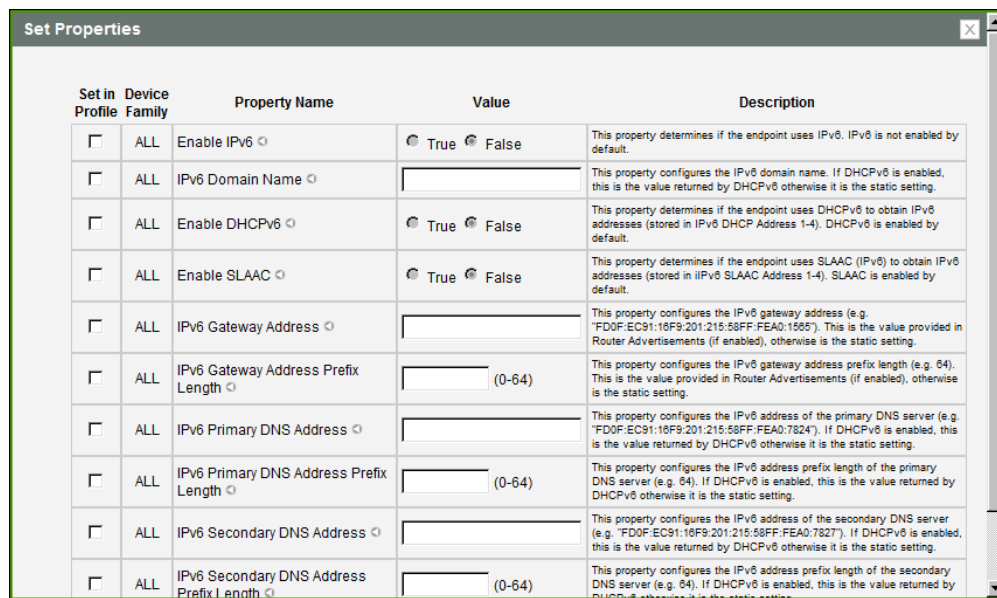 Set Properties
X
Set in Profile
Device Family
Property Name
Value
Description
ALL
Enable IPv6
True
False
This property determines if the endpoint uses IPv6. IPv6 is not enabled by
default.
ALL
IPv6 Domain Name
This property configures the IPv6 domain name. If DHCPv6 is enabled,
this is the value returned by DHCPv6 otherwise it is the static setting.
ALL
Enable DHCPv6
True
False
This property determines if the endpoint uses DHCPv6 to obtain IPv6
addresses (stored in IPv6 DHCP Address 1-4). DHCPv6 is enabled by
default.
ALL
Enable SLAAC
True
False
This property determines if the endpoint uses SLAAC (IPv6) to obtain IPv6
addresses (stored in iIPv6 SLAAC Address 1-4). SLAAC is enabled by
default.
ALL
IPv6 Gateway Address
This property configures the IPv6 gateway address (e.g.
"FD0F:EC91:16F9:201:215:58FF:FEA0:1565"). This is the value provided in
Router Advertisements (if enabled), otherwise is the static setting.
ALL
IPv6 Gateway Address Prefix
Length
(0-64)
This property configures the IPv6 gateway address prefix length (e.g. 64).
This is the value provided in Router Advertisements (if enabled), otherwise
is the static setting.
ALL
IPv6 Primary DNS Address
This property configures the IPv6 address of the primary DNS server (e.g.
"FD0F:EC91:16F9:201:215:58FF:FEA0:7824"). If DHCPv6 is enabled, this
is the value returned by DHCPv6 otherwise it is the static setting.
ALL
IPv6 Primary DNS Address Prefix
Length
(0-64)
This property configures the IPv6 address prefix length of the primary
DNS server (e.g. 64). If DHCPv6 is enabled, this is the value returned by
DHCPv6 otherwise it is the static setting.
ALL
IPv6 Secondary DNS Address
This property configures the IPv6 address of the secondary DNS server
(e.g. "FD0F:EC91:16F9:201:215:58FF:FEA0:7827"). If DHCPv6 is enabled,
this is the value returned by DHCPv6 otherwise it is the static setting.
ALL
IPv6 Secondary DNS Address
Prefix Length
(0-64)
This property configures the IPv6 address prefix length of the secondary
DNS server (e.g. 64). If DHCPv6 is enabled, this is the value returned by
DHCPv6 otherwise it is the static setting.